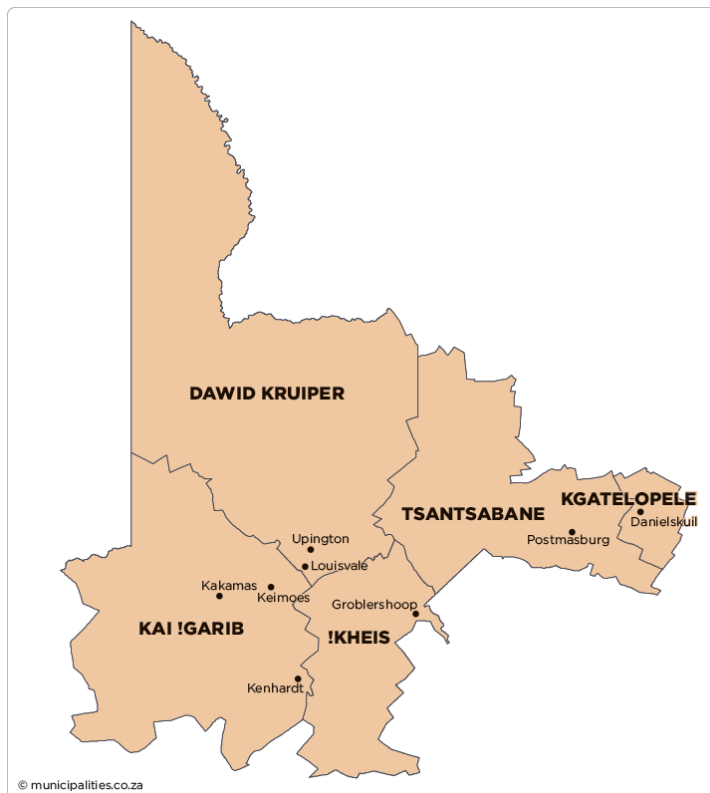 DAWID KRUIPER
KGATELOPELE
TSANTSABANE
Danielskuil
Postmasburg
Upington
Louisvale
Kakamas
Keimoes
Groblershoop
KAI !GARIB
!KHEIS
Kenhardt
© municipalities.co.za